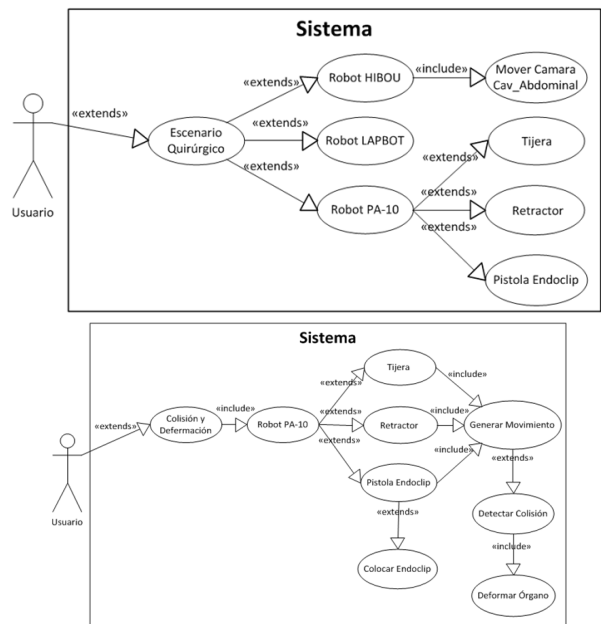 Sistema
«extends»
Robot HIBOU
«include»
Mover Camara
Cav_Abdominal
«extends»
Escenario
Quirúrgico
«extends»
Robot LAPBOT
Tijera
«extends»
«extends»
Usuario
Robot PA-10
«extends»
Retractor
«extends»
Pistola Endoclip
Sistema
Tijera
«extends»
«include»
«extends»
Colisión y
Defermación
«include»
Robot PA-10
«extends»
Retractor
«include»
Generar Movimiento
«extends»
«include»
«extends»
Usuario
Pistola Endoclip
«extends»
Detectar Colisión
«include»
Colocar Endoclip
Deformar Órgano